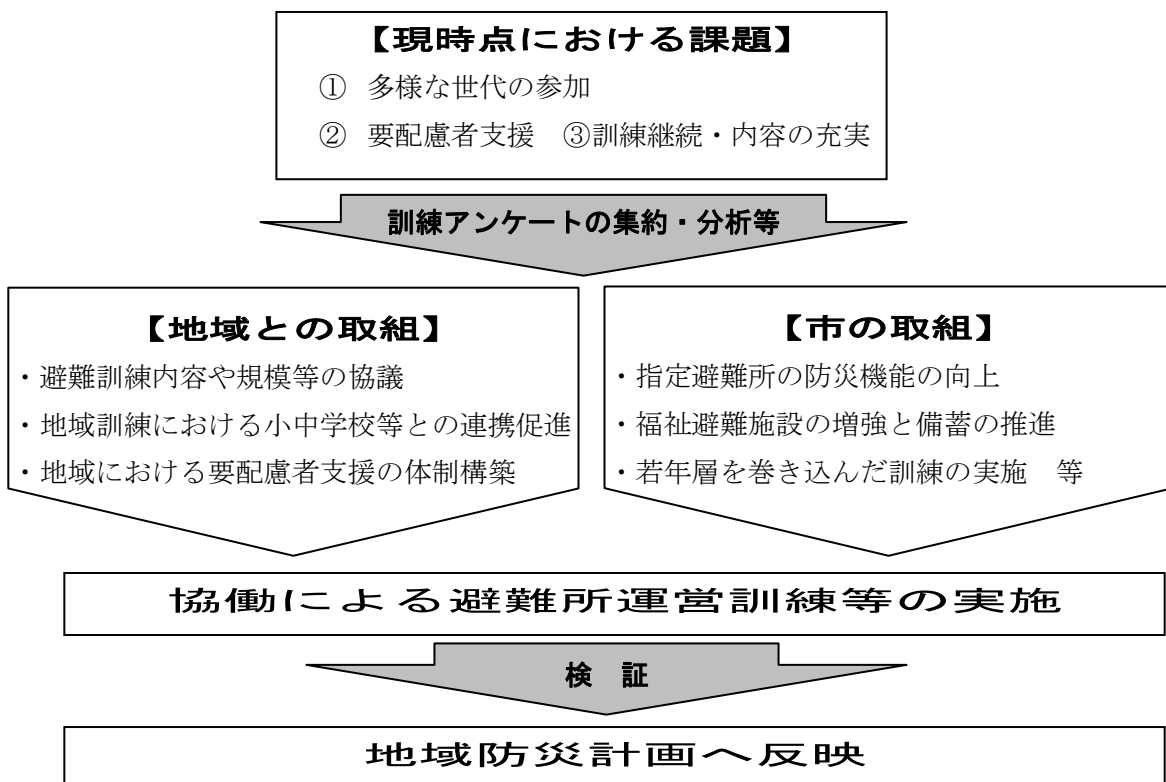 【現時点における課題】
① 多様な世代の参加
② 要配慮者支援　③訓練継続・内容の充実
訓練アンケートの集約・分析等
【地域との取組】
・避難訓練内容や規模等の協議
・地域訓練における小中学校等との連携促進
・地域における要配慮者支援の体制構築
【市の取組】
・指定避難所の防災機能の向上
・福祉避難施設の増強と備蓄の推進
・若年層を巻き込んだ訓練の実施　等
協働による避難所運営訓練等の実施
検　証
地域防災計画へ反映